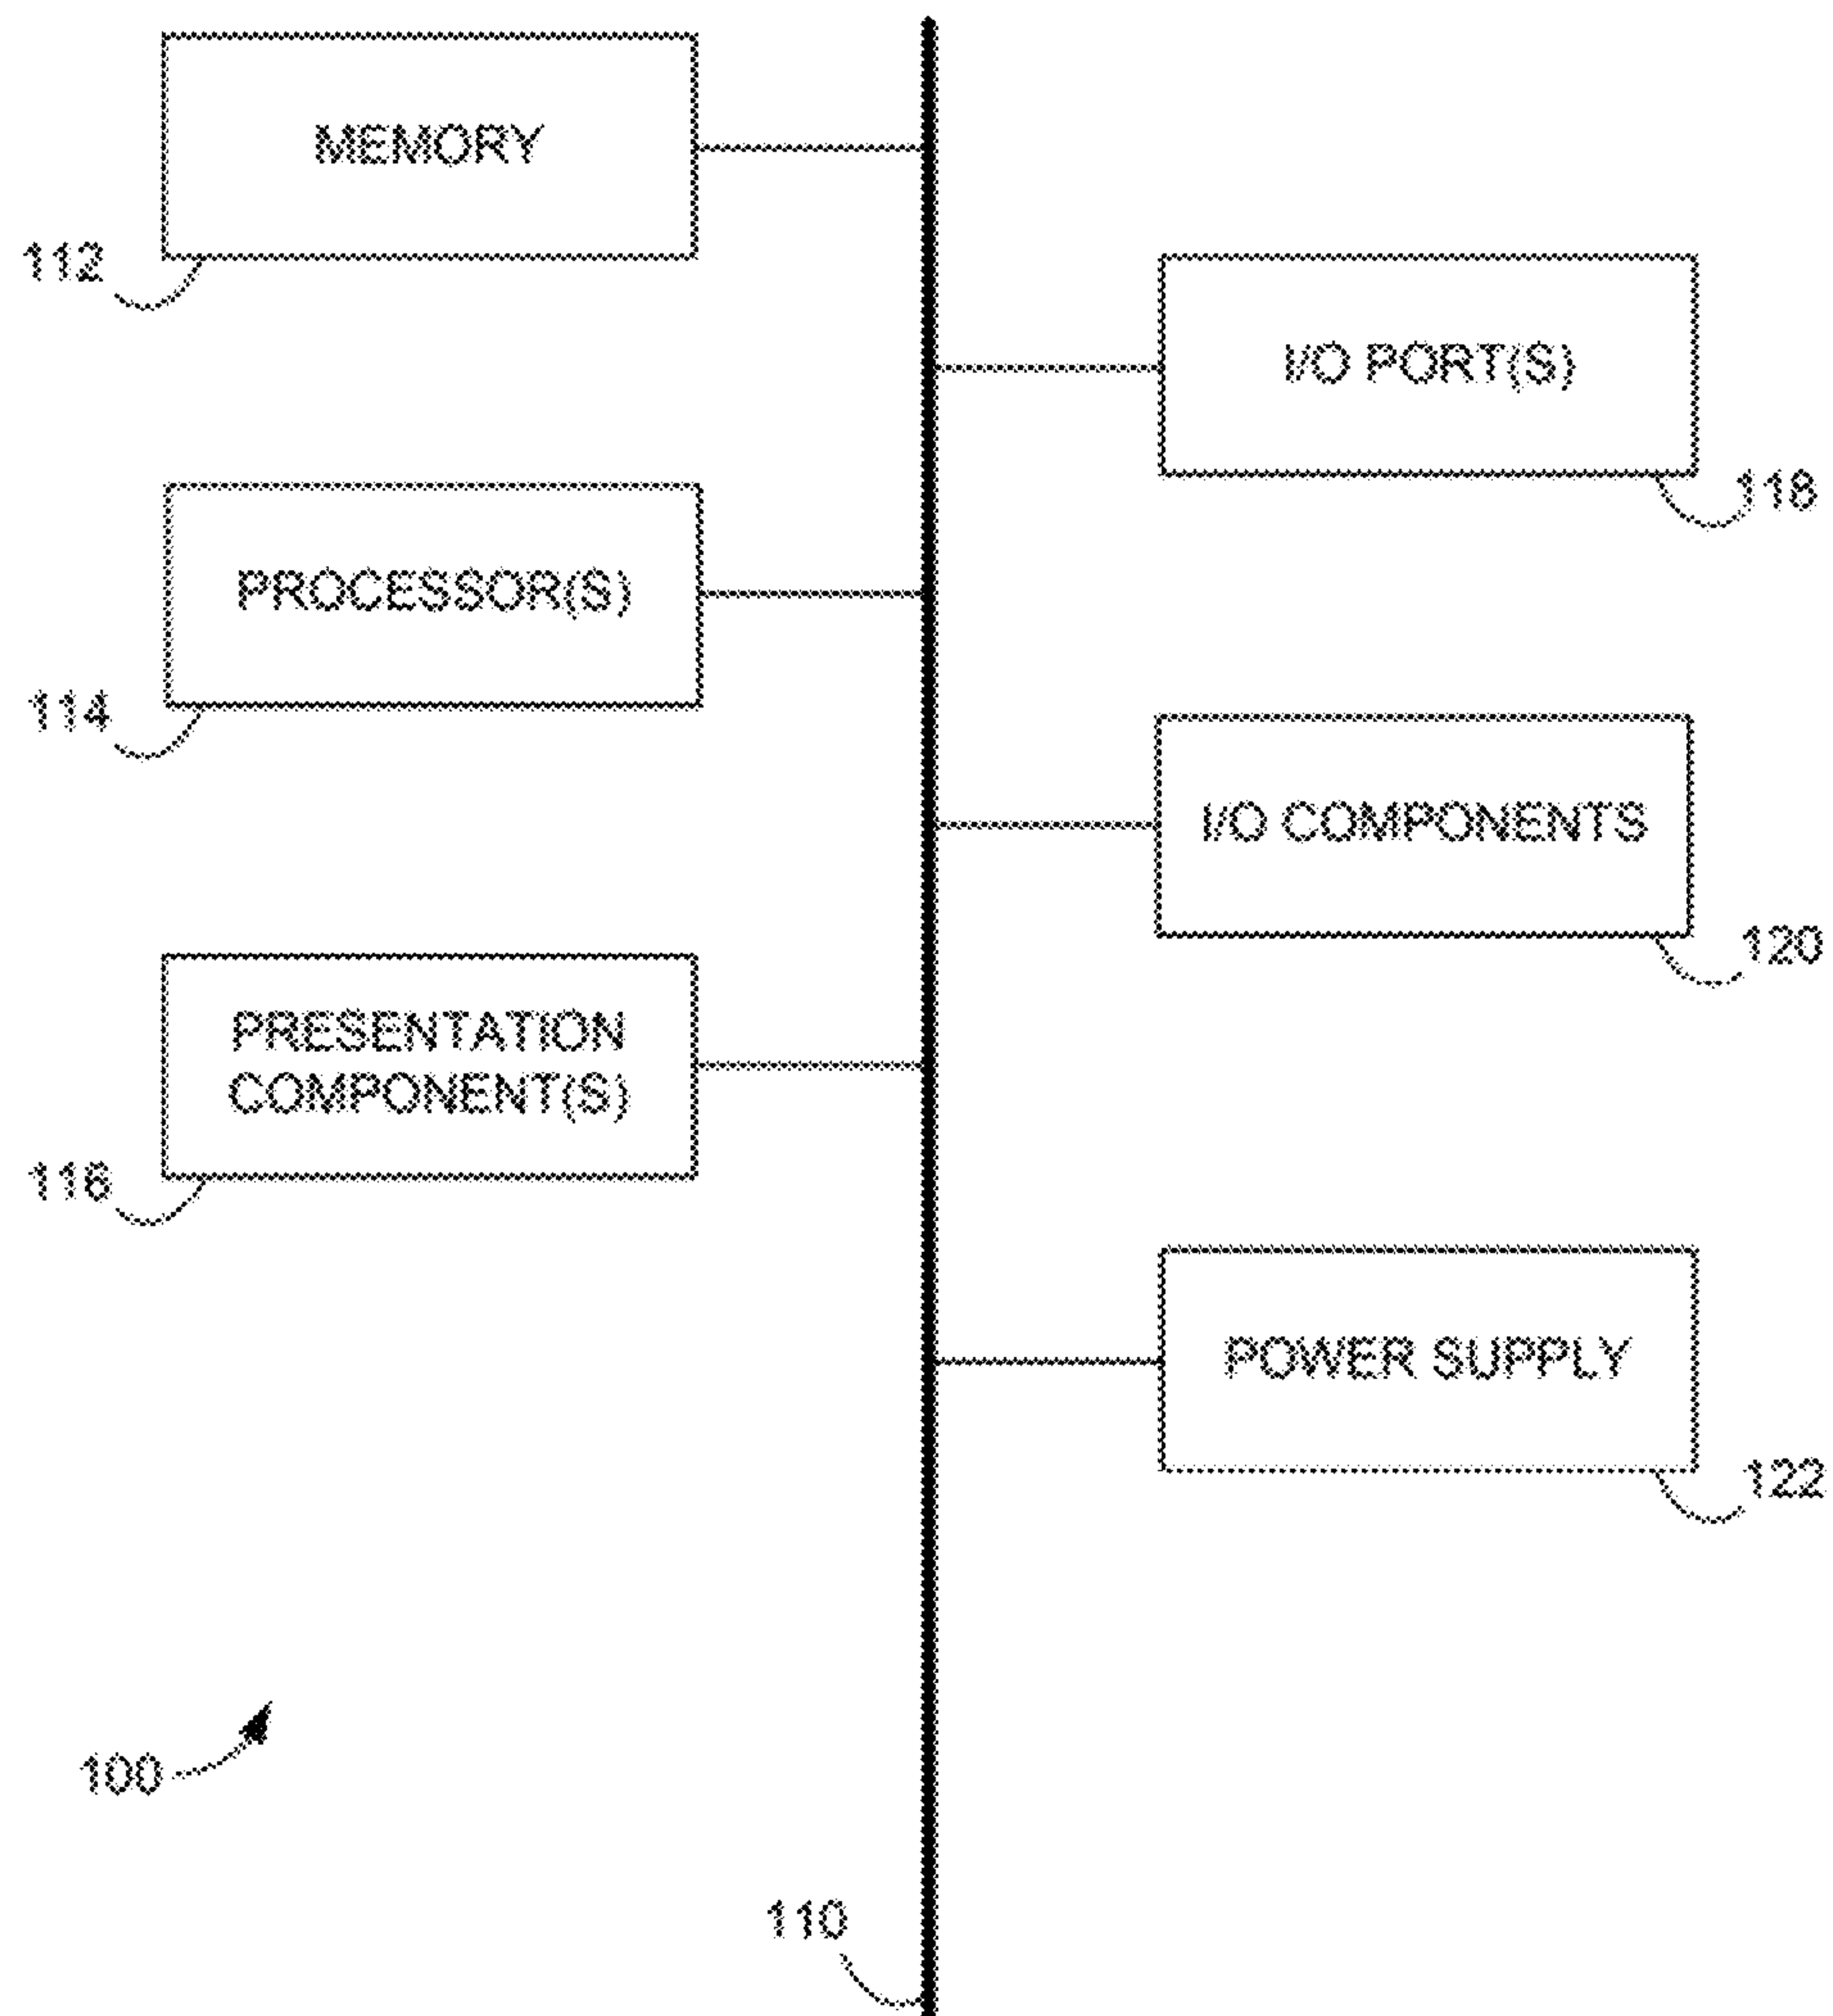 MEMORY
112
I/O PORT(S)
118
PROCESSOR(S)
114
I/O COMPONENTS
120
PRESENTATION
COMPONENT(S)
116
POWER SUPPLY
122
100
110